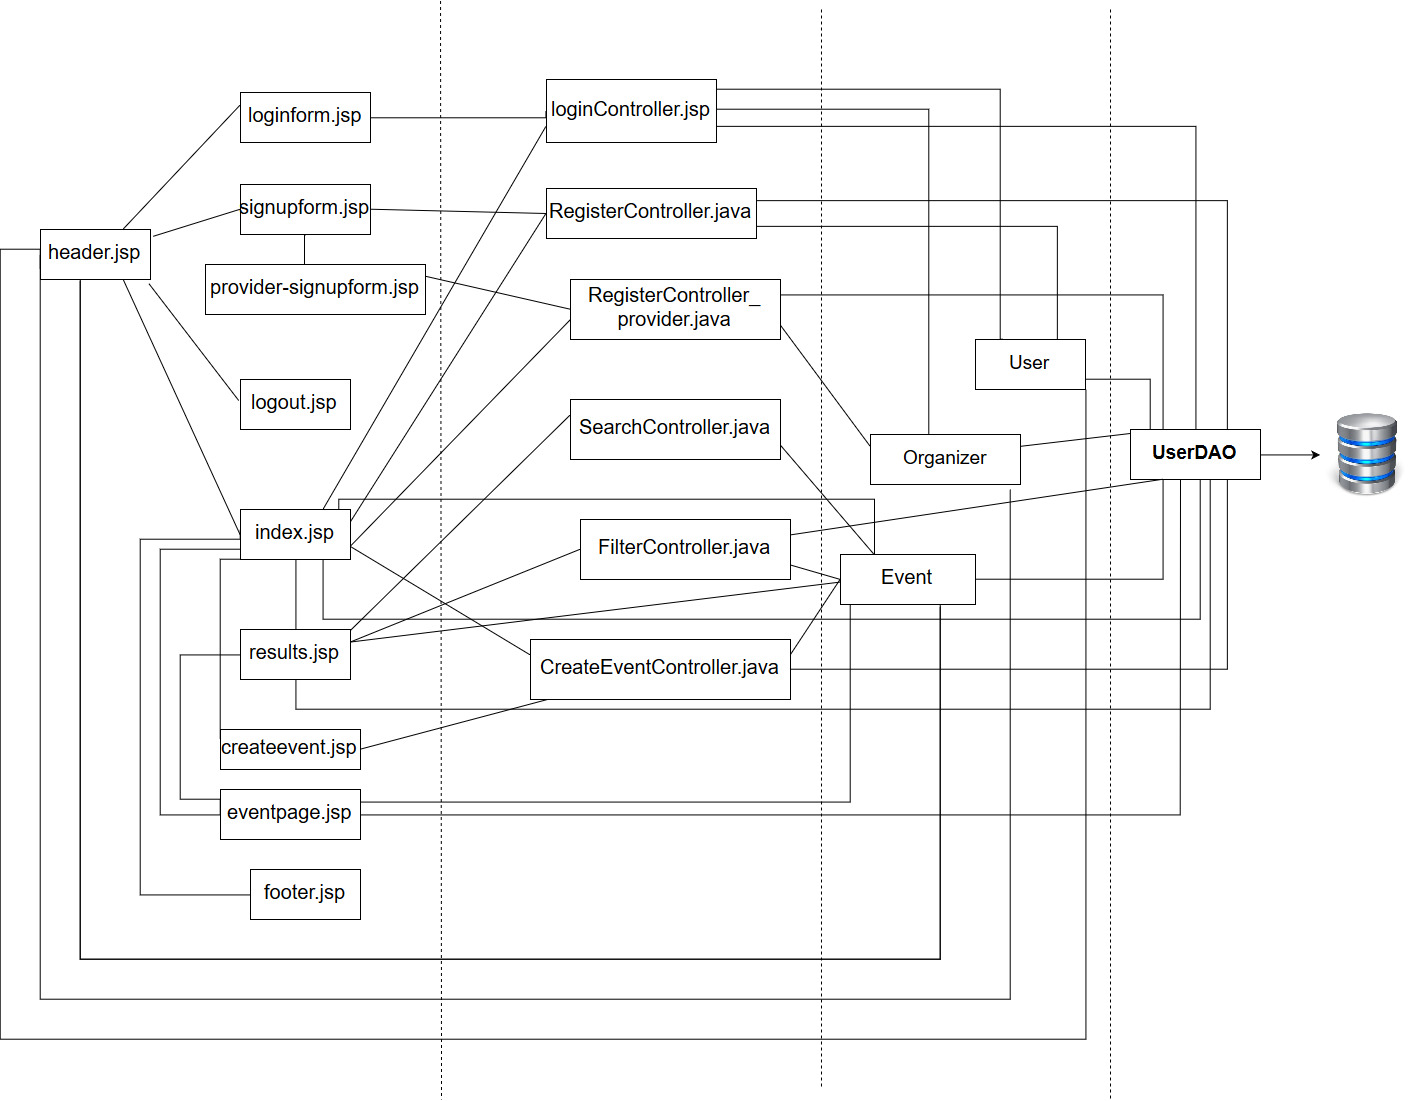 loginform.jsp
signupform.jsp
header.jsp
provider-signupform.jsp
logout.jsp
index.jsp
results.jsp
createevent.jsp
eventpage.jsp
footer.jsp
loginController.jsp
RegisterController.java
RegisterController_
provider.java
SearchController.java
FilterController.java
CreateEventController.java
User
Organizer
Event
UserDAO